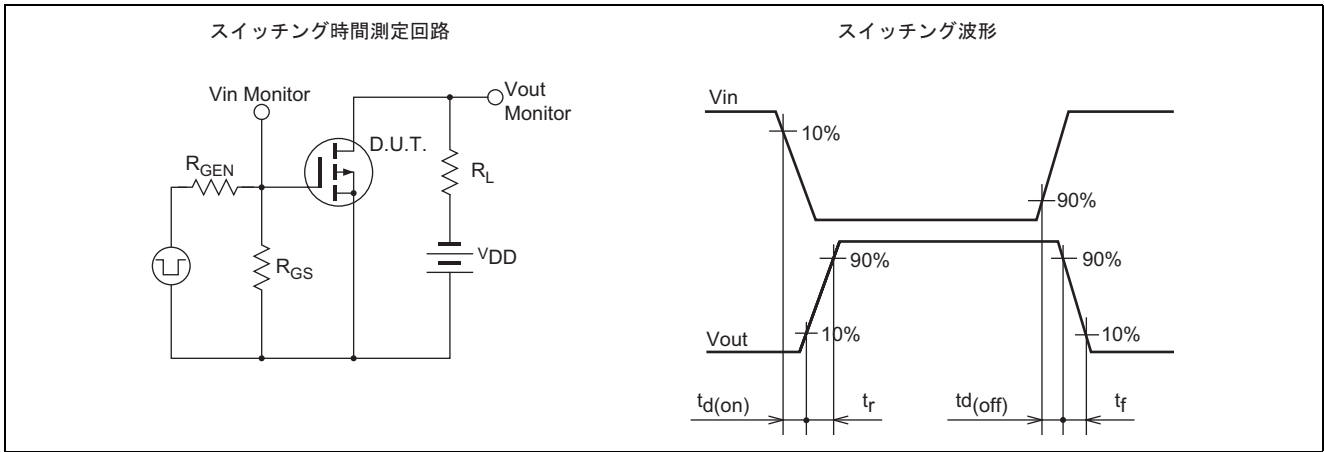 スイッチング時間測定回路
Vin Monitor
Vout
Monitor
D.U.T.
RGEN
RL
RGS
VDD
スイッチング波形
Vin
10%
90%
90%
90%
10%
10%
Vout
td(on)
tr
td(off)
tf